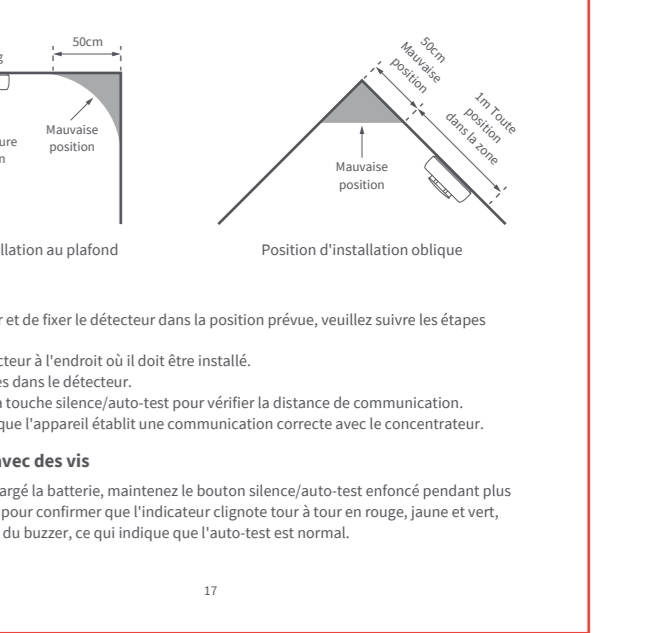 50cm
Mauvaise
position
50cm
Mauvaise
position
1m Toute
position
dans la zone
Mauvaise
position
au plafond
Position d'installation oblique
et de fixer le détecteur dans la position prévue, veuillez suivre les étapes
à l'endroit où il doit être installé.
dans le détecteur.
touche silence/auto-test pour vérifier la distance de communication.
que l'appareil établit une communication correcte avec le concentrateur.
avec des vis
la batterie, maintenez le bouton silence/auto-test enfoncé pendant plus
pour confirmer que l'indicateur clignote tour à tour en rouge, jaune et vert,
du buzzer, ce qui indique que l'auto-test est normal.
17